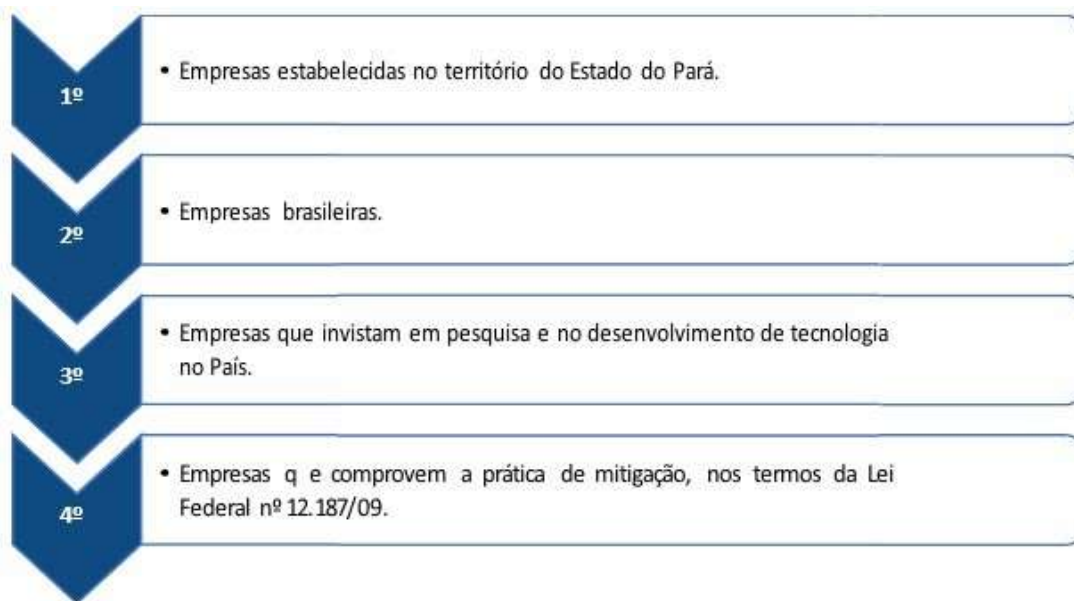 1º
• Empresas estabelecidas no território do Estado do Pará.
2º
• Empresas brasileiras.
3º
• Empresas que invistam em pesquisa e no desenvolvimento de tecnologia
no País.
4º
• Empresas q e comprovem a prática de mitigação, nos termos da Lei
Federal nº 12.187/09.